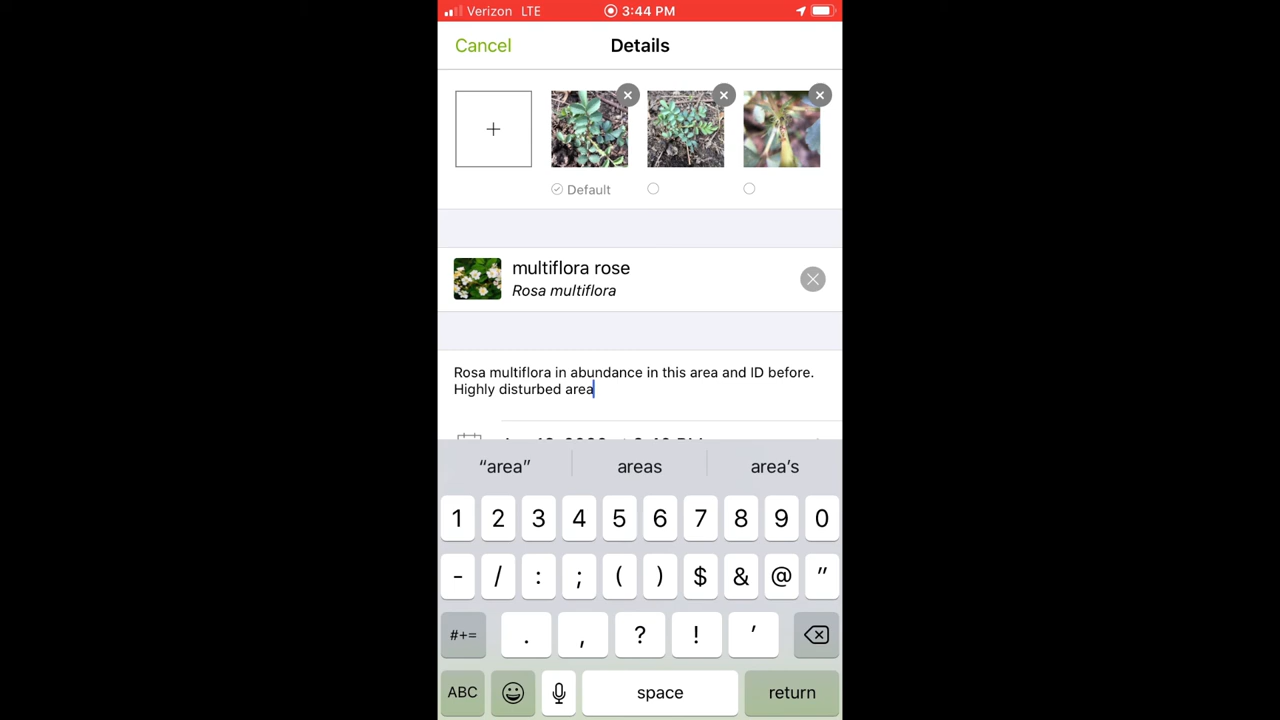 Verizon LTE 3:44 PM
Cancel Details
Default
multiflora rose
Rosa multiflora
Rosa multiflora in abundance in this area and ID before.
Highly disturbed area
“area” areas area’s
1 2 3 4 5 6 7 8 9 0
- / : ; ( ) $ & @ "
#+= . , ? ! ’
ABC space return